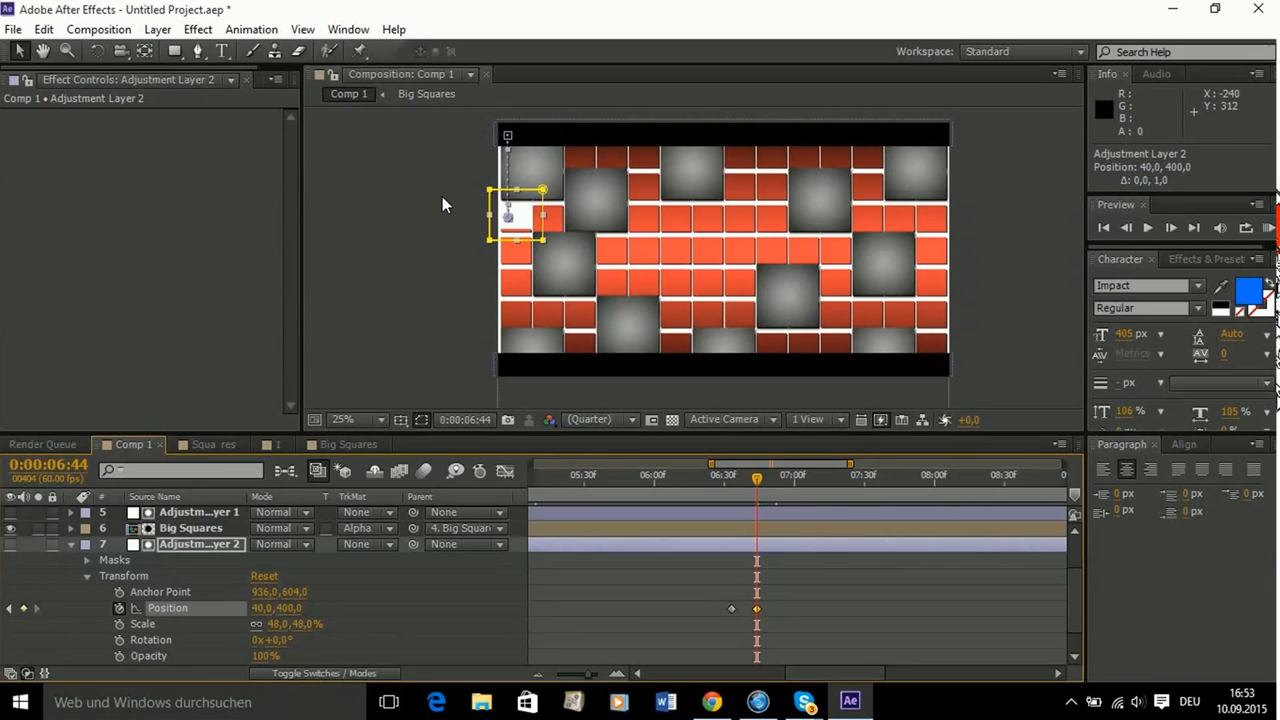 Adobe After Effects - Untitled Project.aep *
File Edit Composition Layer Effect Animation View Window Help
Workspace: Standard Search Help
Effect Controls: Adjustment Layer 2
Comp 1 • Adjustment Layer 2
Composition: Comp 1
Comp 1 Big Squares
Info Audio
R :
G :
B :
A : 0
X : -240
Y : 312
Adjustment Layer 2
Position: 40,0, 400,0
Δ: 0,0, 1,0
Preview
Character Effects & Preset
Impact
Regular
405 px Auto
Metrics 0
- px
106 % 105 %
25% 0:00:06:44 (Quarter) Active Camera 1 View +0,0
Render Queue Comp 1 Squa res 1 Big Squares
Paragraph Align
0 px 0 px 0 px
0 px 0 px
0:00:06:44
00404 (60.00 fps)
05:30f 06:00f 06:30f 07:00f 07:30f 08:00f 08:30f 0
# Source Name Mode T TrkMat Parent
5 Adjustm...yer 1 Normal None None
6 Big Squares Normal Alpha 4. Big Squar
7 Adjustm...yer 2 Normal None None
Masks
Transform Reset
Anchor Point 936,0,604,0
Position 40,0,400,0
Scale 48,0,48,0%
Rotation 0x+0,0°
Opacity 100%
Toggle Switches / Modes
Web und Windows durchsuchen
DEU
16:53
10.09.2015